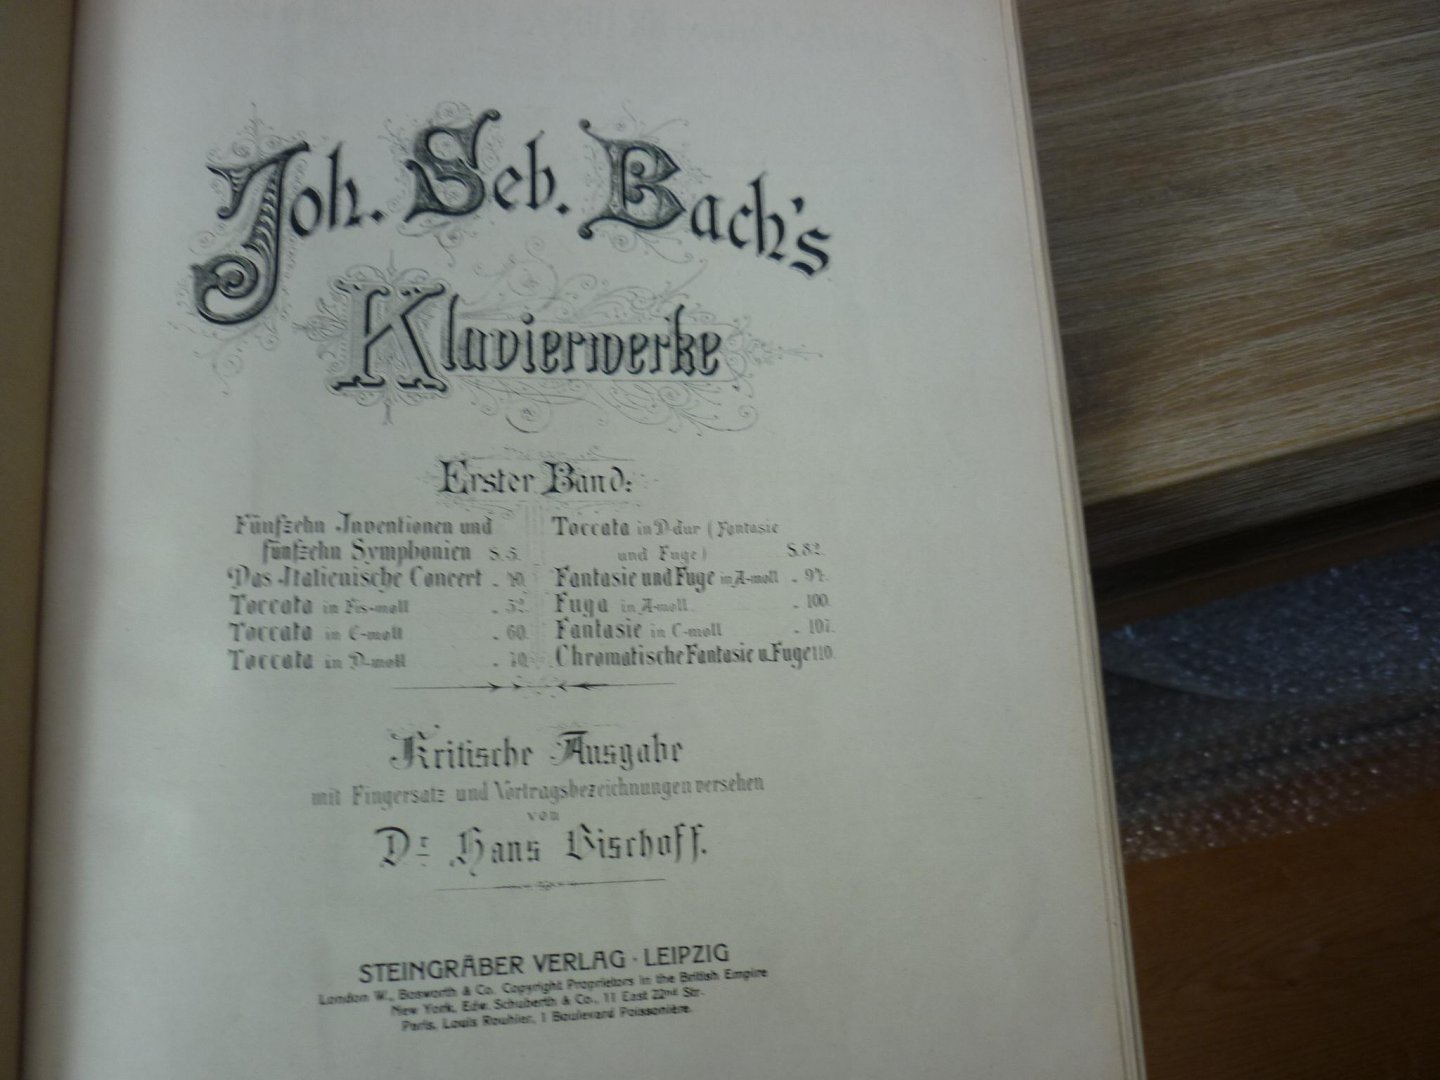 Joh. Seb. Bach's
Klavierwerke
Erster Band:
Fünfzehn Inventionen und
fünfzehn Symphonien S. 5.
Das Italienische Concert - 40.
Toccata in Fis-moll - 52.
Toccata in C-moll - 60.
Toccata in D-moll - 70.
Toccata in D-dur (Fantasie
und Fuge) S. 82.
Fantasie und Fuge in A-moll - 94.
Fuga in A-moll. - 100.
Fantasie in C-moll - 107.
Chromatische Fantasie u. Fuge 110.
Kritische Ausgabe
mit Fingersatz und Vortragsbezeichnungen versehen
von
Dr. Hans Bischoff.
STEINGRÄBER VERLAG · LEIPZIG
London W., Bosworth & Co. Copyright Proprietors in the British Empire
New York, Edw. Schuberth & Co., 11 East 22nd Str.
Paris, Louis Rouhier, 1 Boulevard Poissonière.